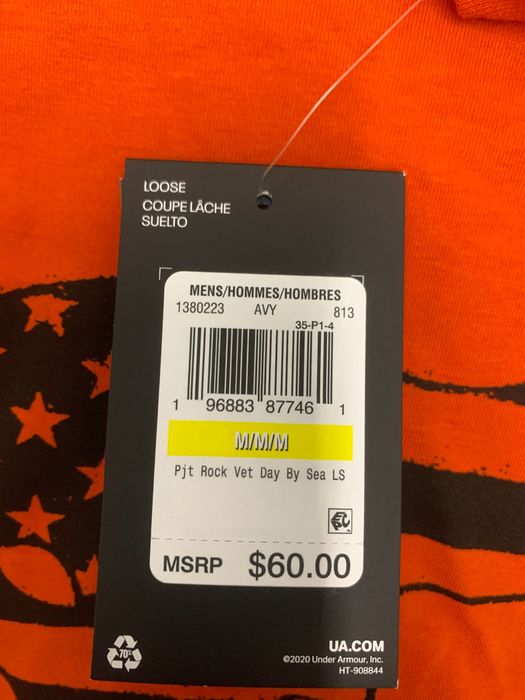 LOOSE
COUPE LÂCHE
SUELTO
MENS/HOMMES/HOMBRES
1380223 AVY 813
35-P1-4
1 96883 87746 1
M/M/M
Pjt Rock Vet Day By Sea LS
MSRP $60.00
70%
UA.COM
©2020 Under Armour, Inc.
HT-908844